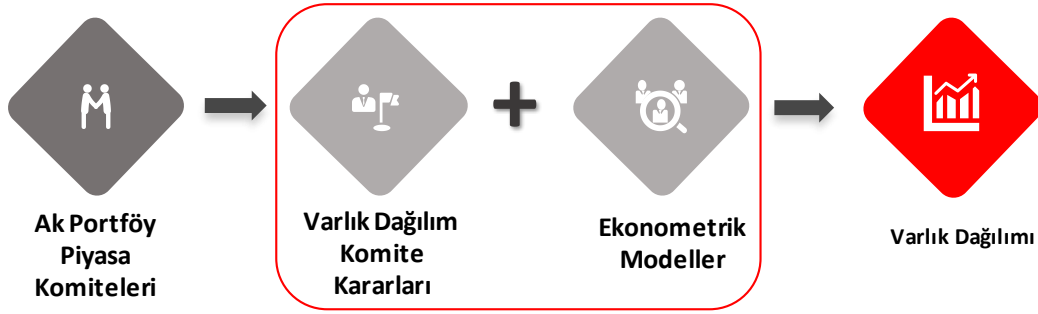 Ak Portföy
Piyasa
Komiteleri
Varlık Dağılım
Komite
Kararları
Ekonometrik
Modeller
Varlık Dağılımı